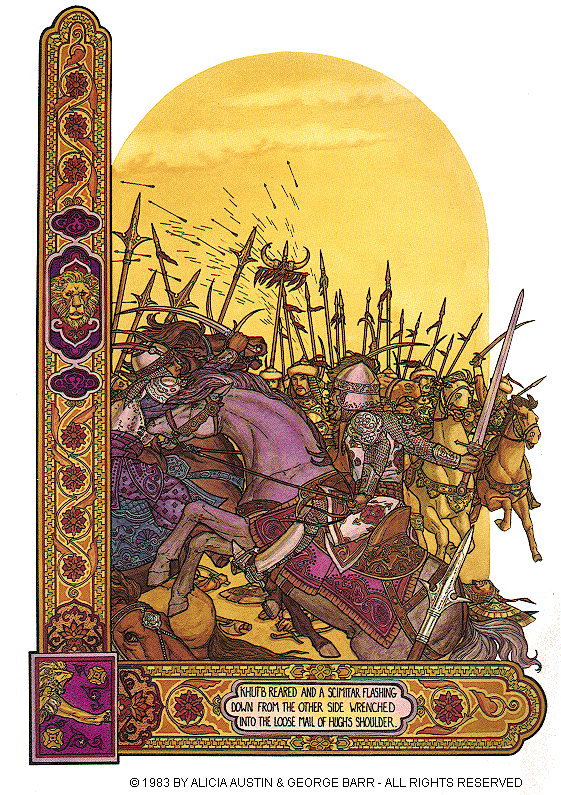 KHUTB REARED AND A SCIMITAR FLASHING
DOWN FROM THE OTHER SIDE WRENCHED
INTO THE LOOSE MAIL OF HUGH'S SHOULDER.
© 1983 BY ALICIA AUSTIN & GEORGE BARR - ALL RIGHTS RESERVED